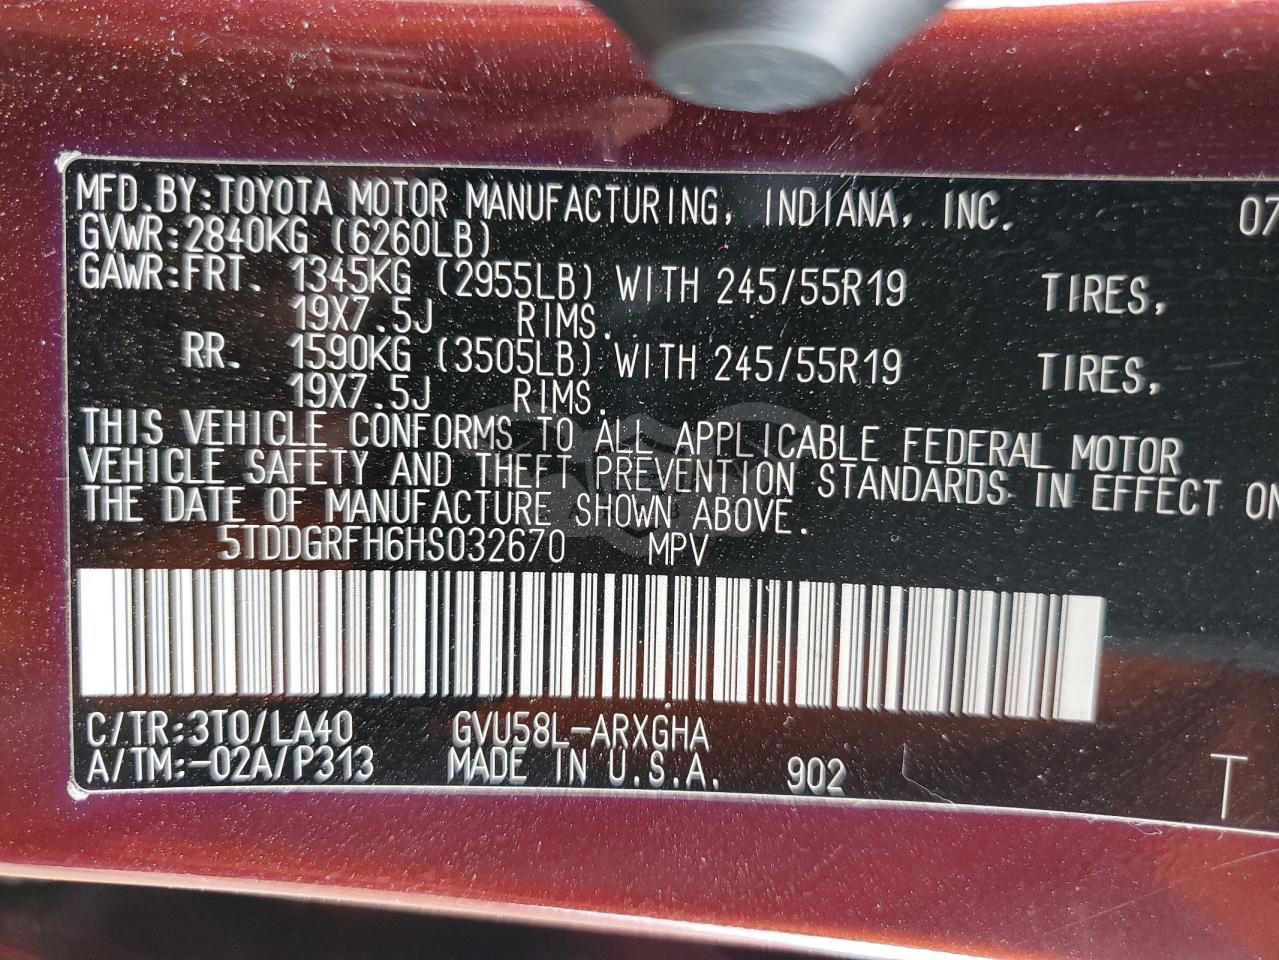 MFD.BY:TOYOTA MOTOR MANUFACTURING, INDIANA, INC. 07
GVWR:2840KG (6260LB)
GAWR:FRT. 1345KG (2955LB) WITH 245/55R19 TIRES,
19X7.5J RIMS.
RR. 1590KG (3505LB) WITH 245/55R19 TIRES,
19X7.5J RIMS.
THIS VEHICLE CONFORMS TO ALL APPLICABLE FEDERAL MOTOR
VEHICLE SAFETY AND THEFT PREVENTION STANDARDS IN EFFECT ON
THE DATE OF MANUFACTURE SHOWN ABOVE.
5TDDGRFH6HS032670 MPV
C/TR:3T0/LA40 GVU58L-ARXGHA
A/TM:-02A/P313 MADE IN U.S.A. 902
T